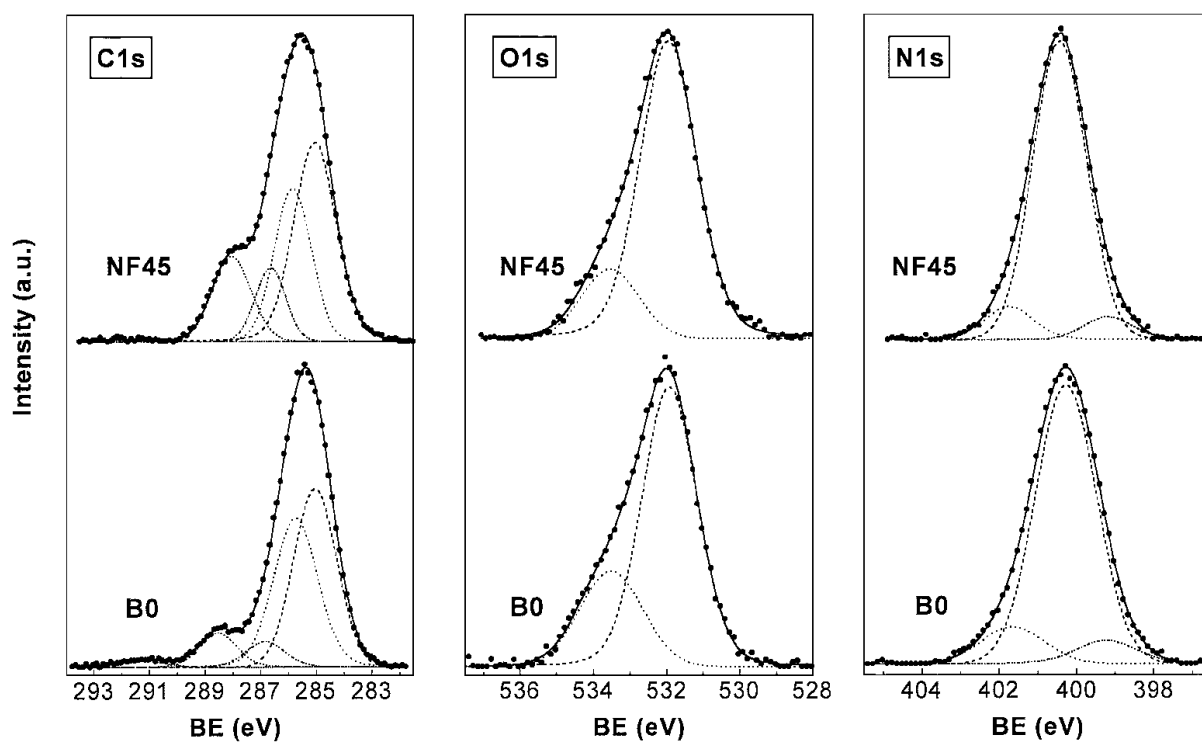 C1s
O1s
N1s
NF45
NF45
NF45
B0
B0
B0
Intensity (a.u.)
293 291 289 287 285 283
536 534 532 530 528
404 402 400 398
BE (eV)
BE (eV)
BE (eV)